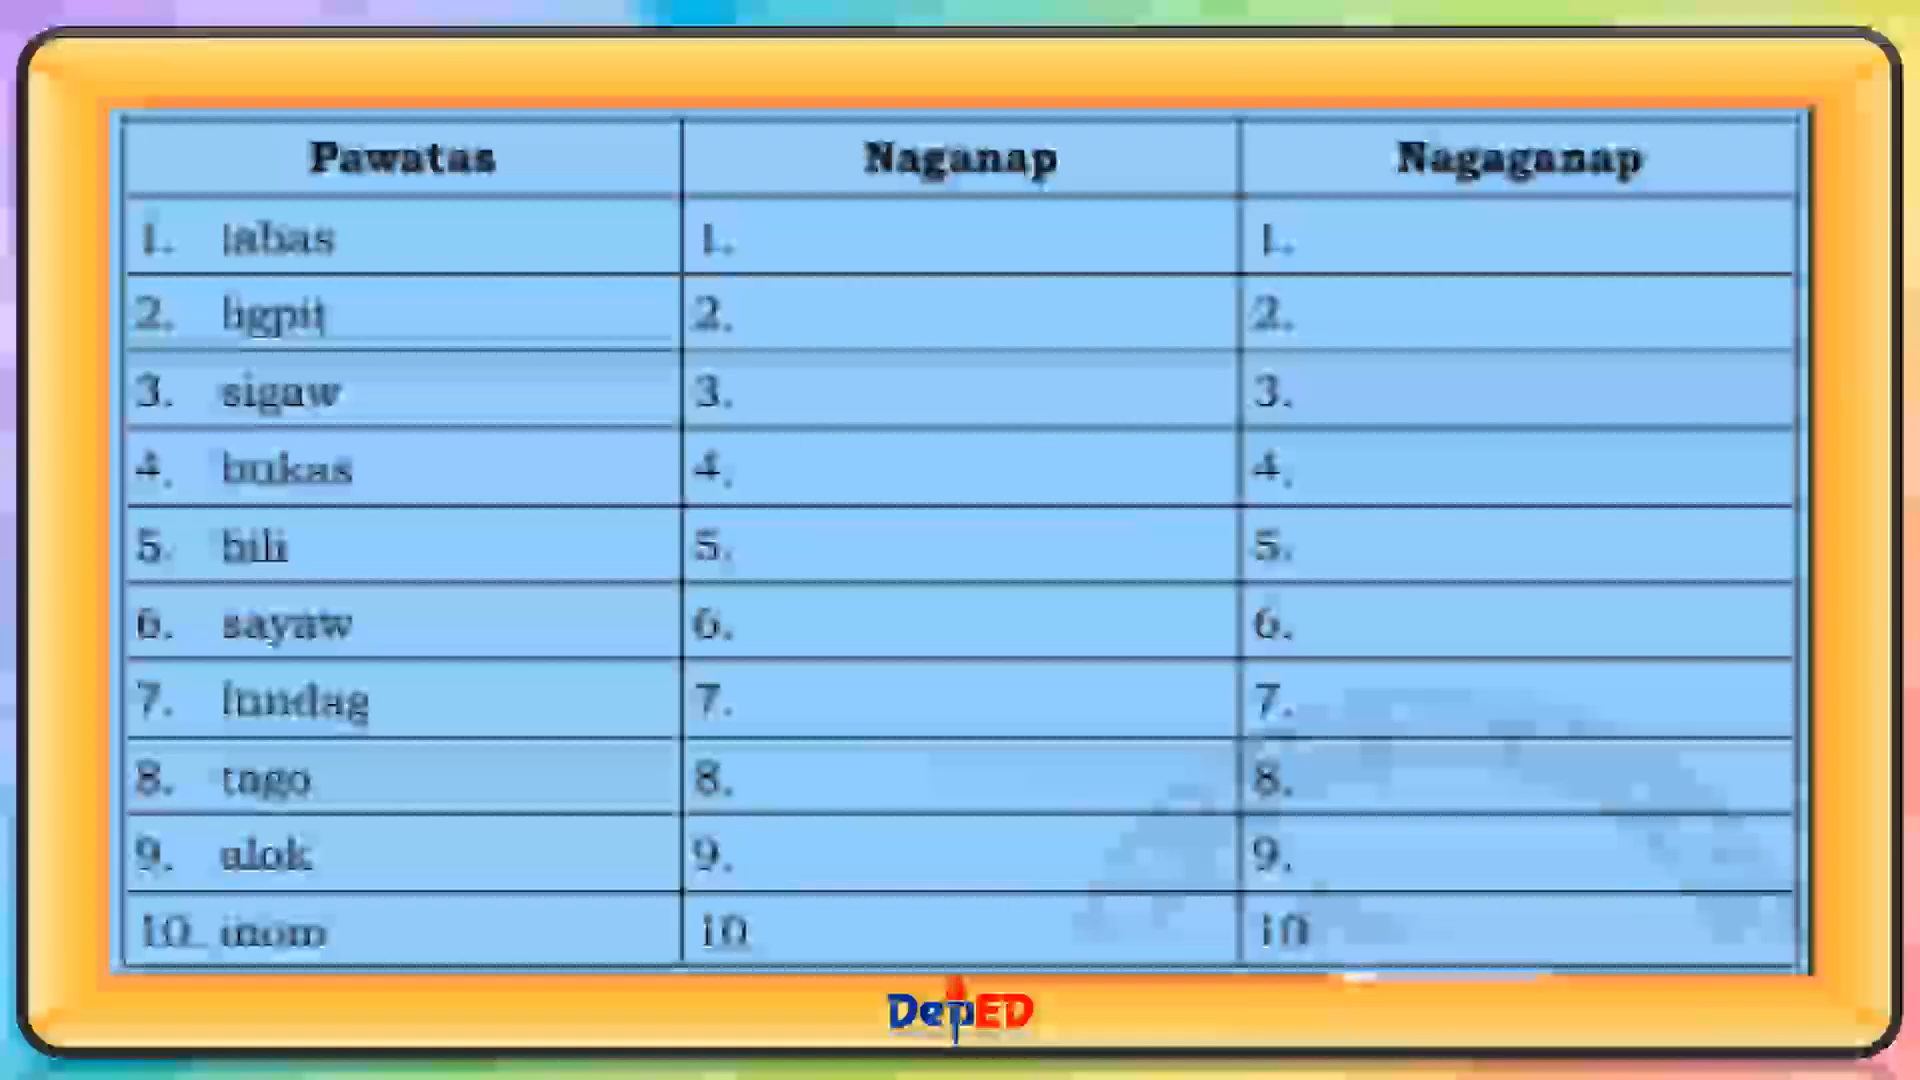 Pawatas Naganap Nagaganap
1. labas 1. 1.
2. ligpit 2. 2.
3. sigaw 3. 3.
4. bukas 4. 4.
5. bili 5. 5.
6. sayaw 6. 6.
7. lundag 7. 7.
8. tago 8. 8.
9. alok 9. 9.
10. inom 10 10
DepED